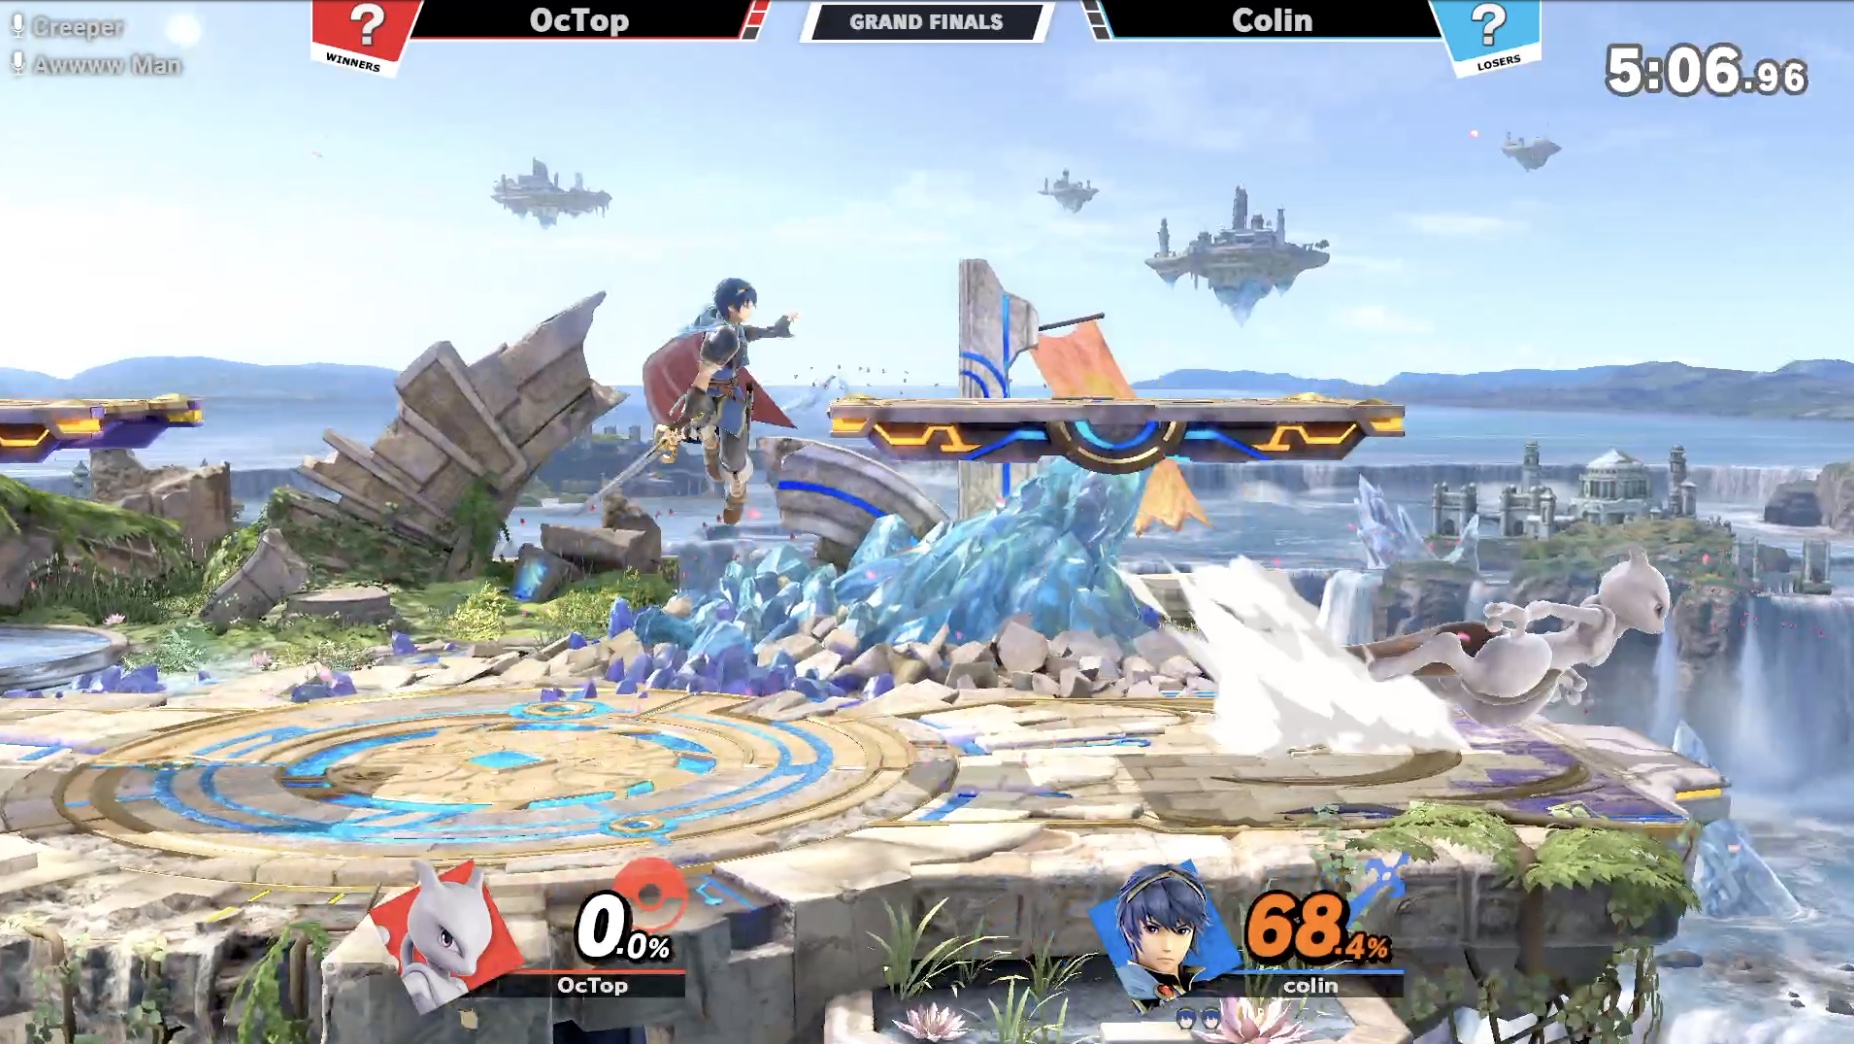 Creeper
Awwww Man
?
WINNERS
OcTop
GRAND FINALS
Colin
?
LOSERS
5:06.96
0.0%
OcTop
68.4%
colin